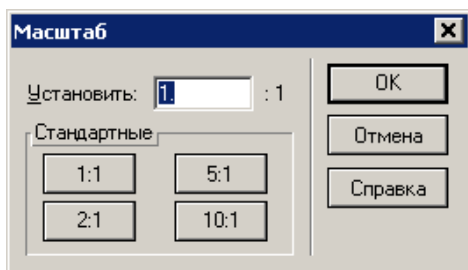 Масштаб
Установить: 1. : 1
OK
Стандартные
Отмена
1:1 5:1
Справка
2:1 10:1